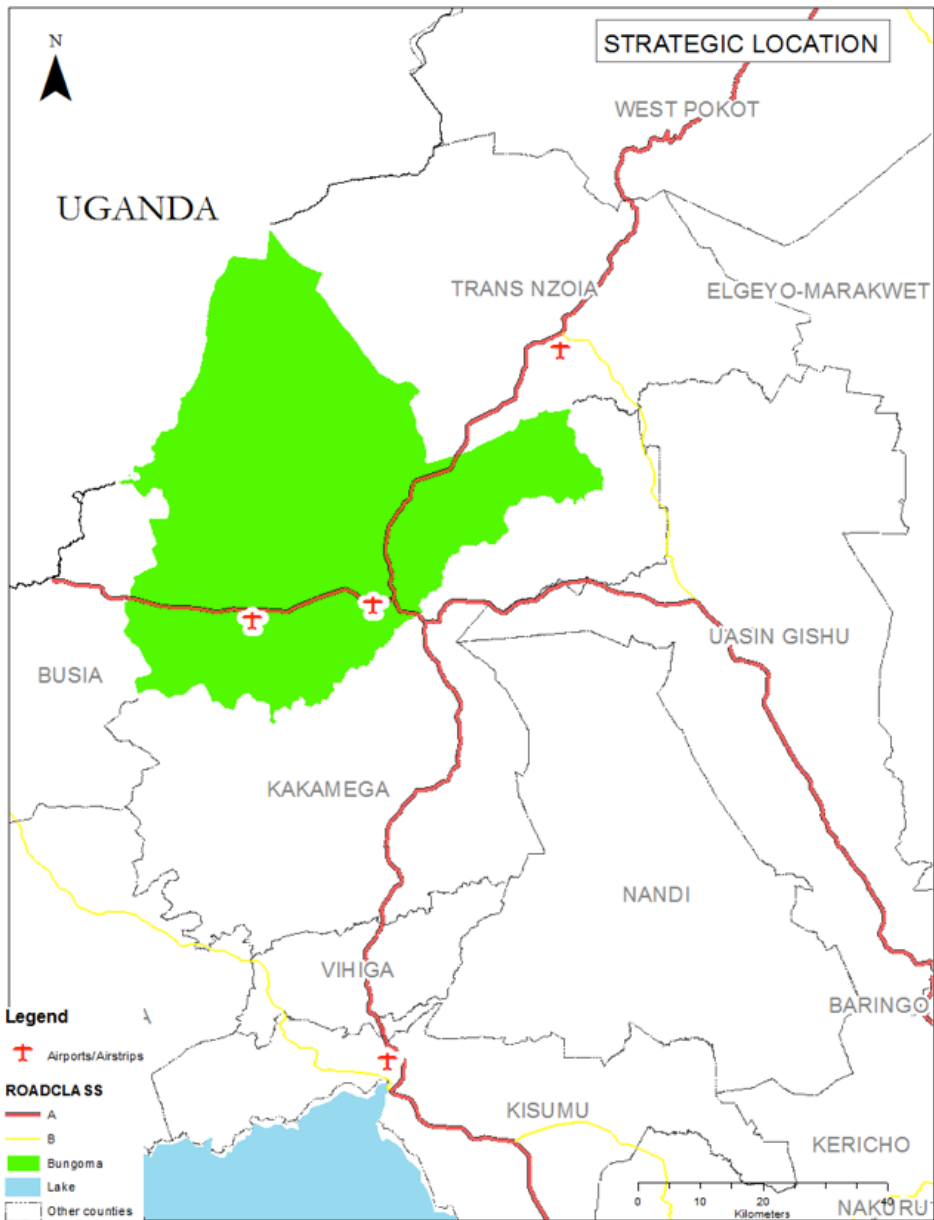 N
STRATEGIC LOCATION
WEST POKOT
UGANDA
TRANS NZOIA
ELGEYO-MARAKWET
UASIN GISHU
BUSIA
KAKAMEGA
NANDI
VIHIGA
BARINGO
KISUMU
KERICHO
NAKURU
Legend
Airports/Airstrips
ROADCLASS
A
B
Bungoma
Lake
Other counties
0 10 20 40
Kilometers